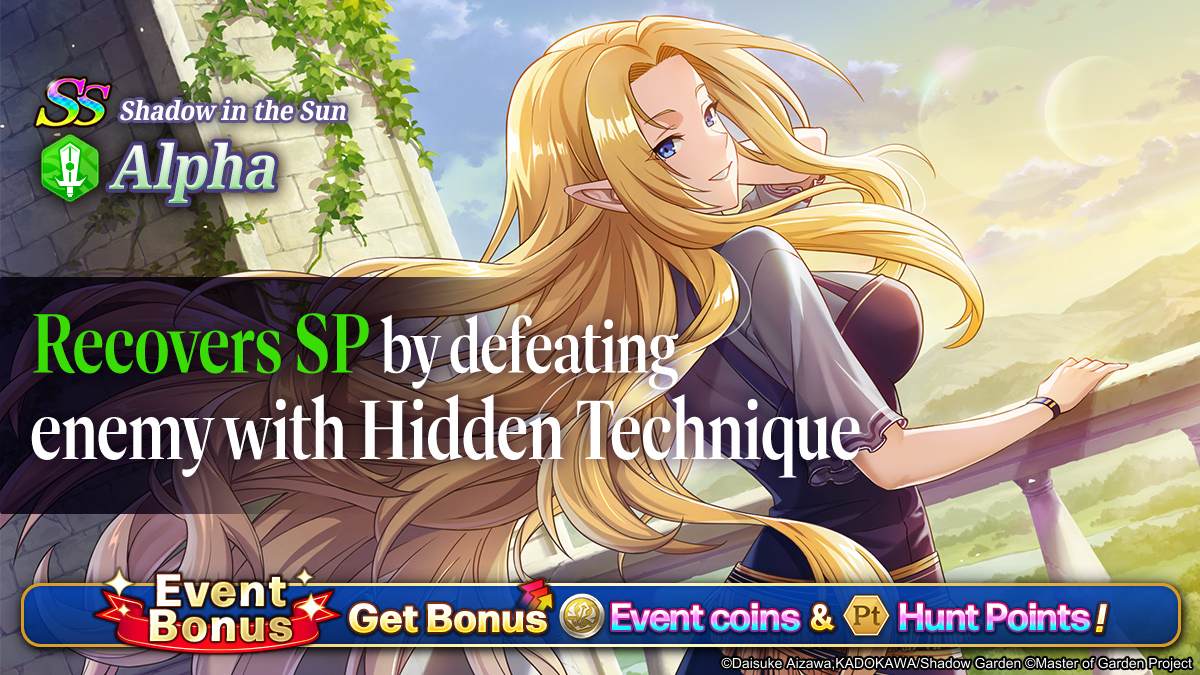 SS Shadow in the Sun
Alpha
Recovers SP by defeating
enemy with Hidden Technique
Event
Bonus
Get Bonus Event coins & Pt Hunt Points!
©Daisuke Aizawa;KADOKAWA/Shadow Garden ©Master of Garden Project